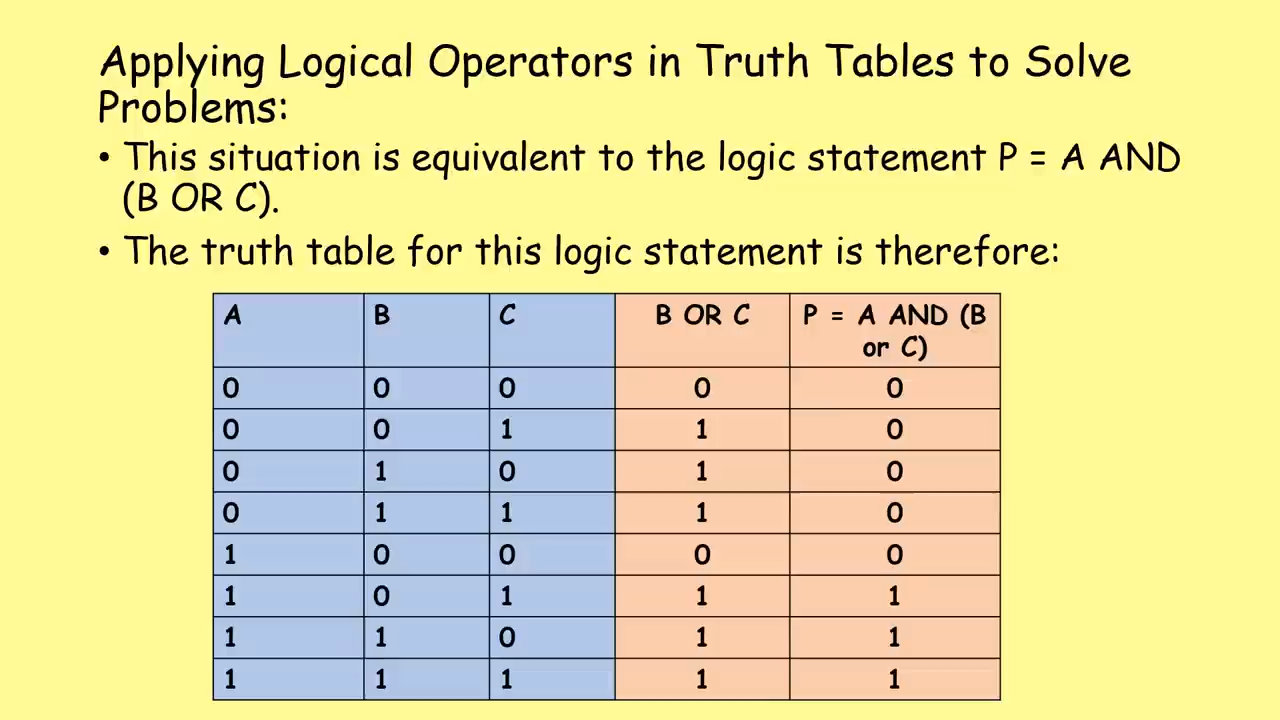 Applying Logical Operators in Truth Tables to Solve
Problems:
• This situation is equivalent to the logic statement P = A AND
(B OR C).
• The truth table for this logic statement is therefore:
A B C B OR C P = A AND (B
or C)
0 0 0 0 0
0 0 1 1 0
0 1 0 1 0
0 1 1 1 0
1 0 0 0 0
1 0 1 1 1
1 1 0 1 1
1 1 1 1 1